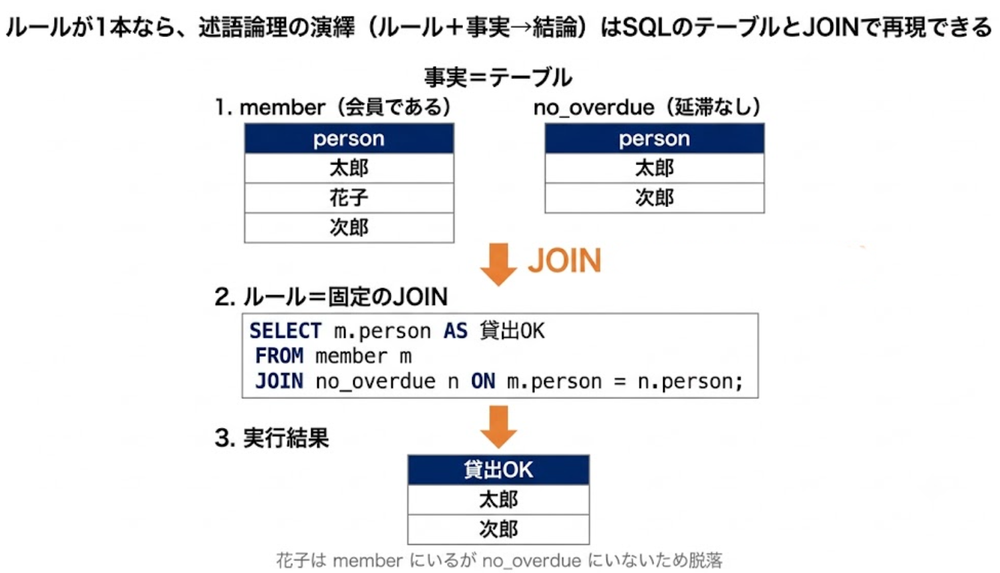 ルールが1本なら、述語論理の演繹（ルール＋事実→結論）はSQLのテーブルとJOINで再現できる
事実＝テーブル
1. member（会員である）
person
太郎
花子
次郎
no_overdue（延滞なし）
person
太郎
次郎
JOIN
2. ルール＝固定のJOIN
SELECT m.person AS 貸出OK
FROM member m
JOIN no_overdue n ON m.person = n.person;
3. 実行結果
貸出OK
太郎
次郎
花子は member にいるが no_overdue にいないため脱落